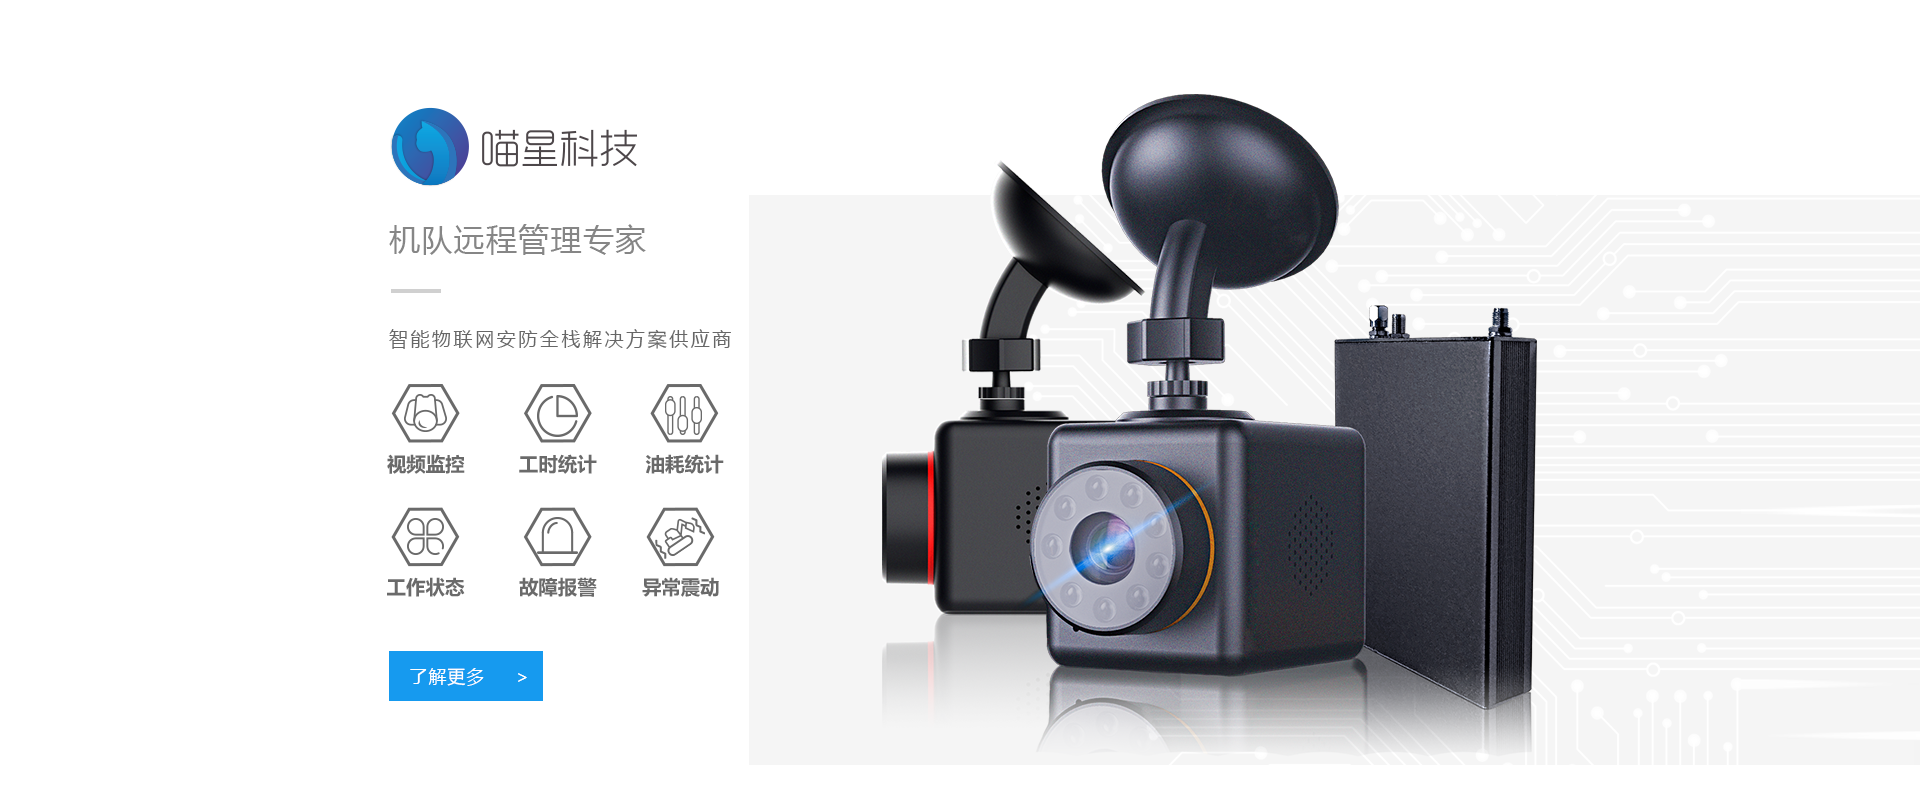 喵星科技
机队远程管理专家
智能物联网安防全栈解决方案供应商
视频监控 工时统计 油耗统计
工作状态 故障报警 异常震动
了解更多 >